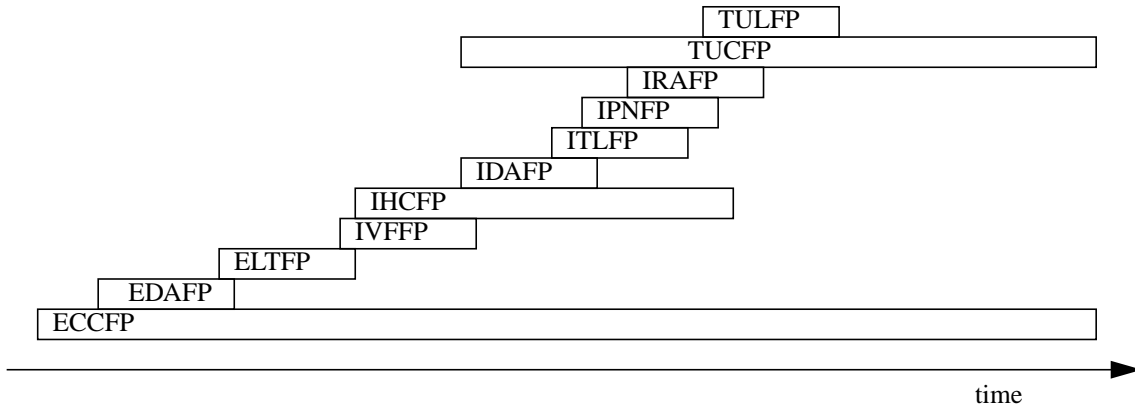 TULFP
TUCFP
IRAFP
IPNFP
ITLFP
IDAFP
IHCFP
IVFFP
ELTFP
EDAFP
ECCFP
time